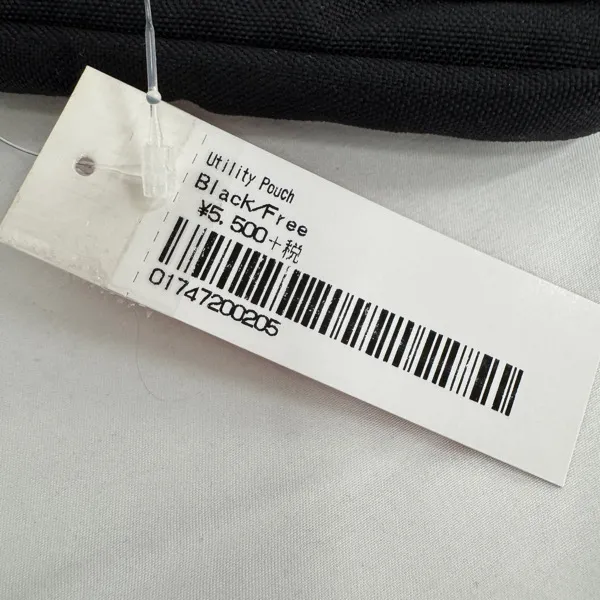 Utility Pouch
Black/Free
¥5,500+税
01747200205